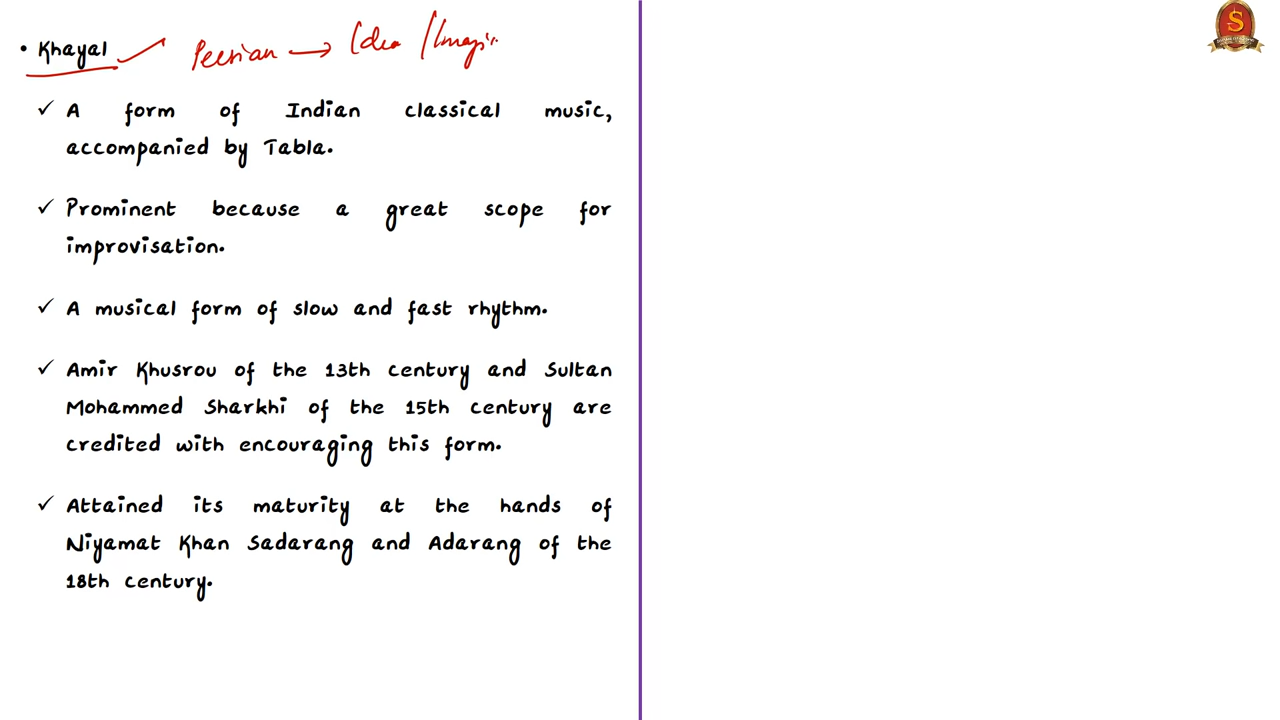 • Khayal Persian → Idea / Imagi
✓ A form of Indian classical music,
accompanied by Tabla.
✓ Prominent because a great scope for
improvisation.
✓ A musical form of slow and fast rhythm.
✓ Amir Khusrou of the 13th century and Sultan
Mohammed Sharkhi of the 15th century are
credited with encouraging this form.
✓ Attained its maturity at the hands of
Niyamat Khan Sadarang and Adarang of the
18th century.
S